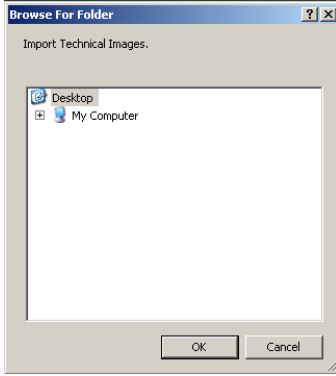 Browse For Folder
Import Technical Images.
Desktop
My Computer
OK Cancel